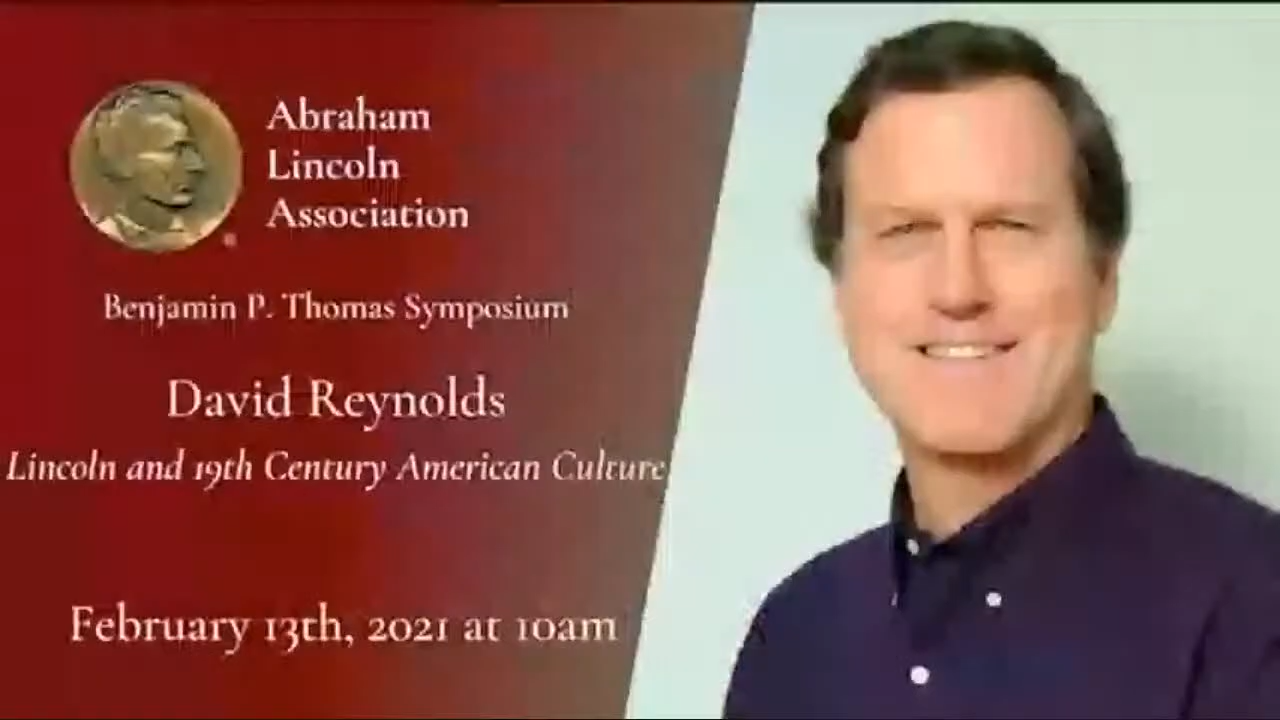 Abraham
Lincoln
Association
Benjamin P. Thomas Symposium
David Reynolds
Lincoln and 19th Century American Culture
February 13th, 2021 at 10am